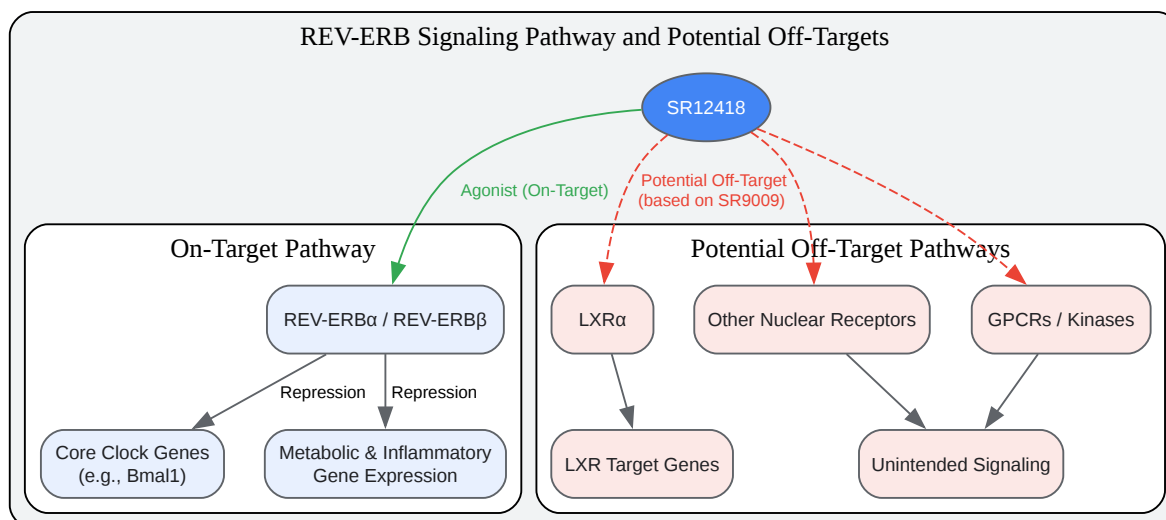 REV-ERB Signaling Pathway and Potential Off-Targets
SR12418
Agonist (On-Target)
Potential Off-Target
(based on SR9009)
On-Target Pathway
Potential Off-Target Pathways
REV-ERBα / REV-ERBβ
LXRα
Other Nuclear Receptors
GPCRs / Kinases
Repression
Repression
Core Clock Genes
(e.g., Bmal1)
Metabolic & Inflammatory
Gene Expression
LXR Target Genes
Unintended Signaling